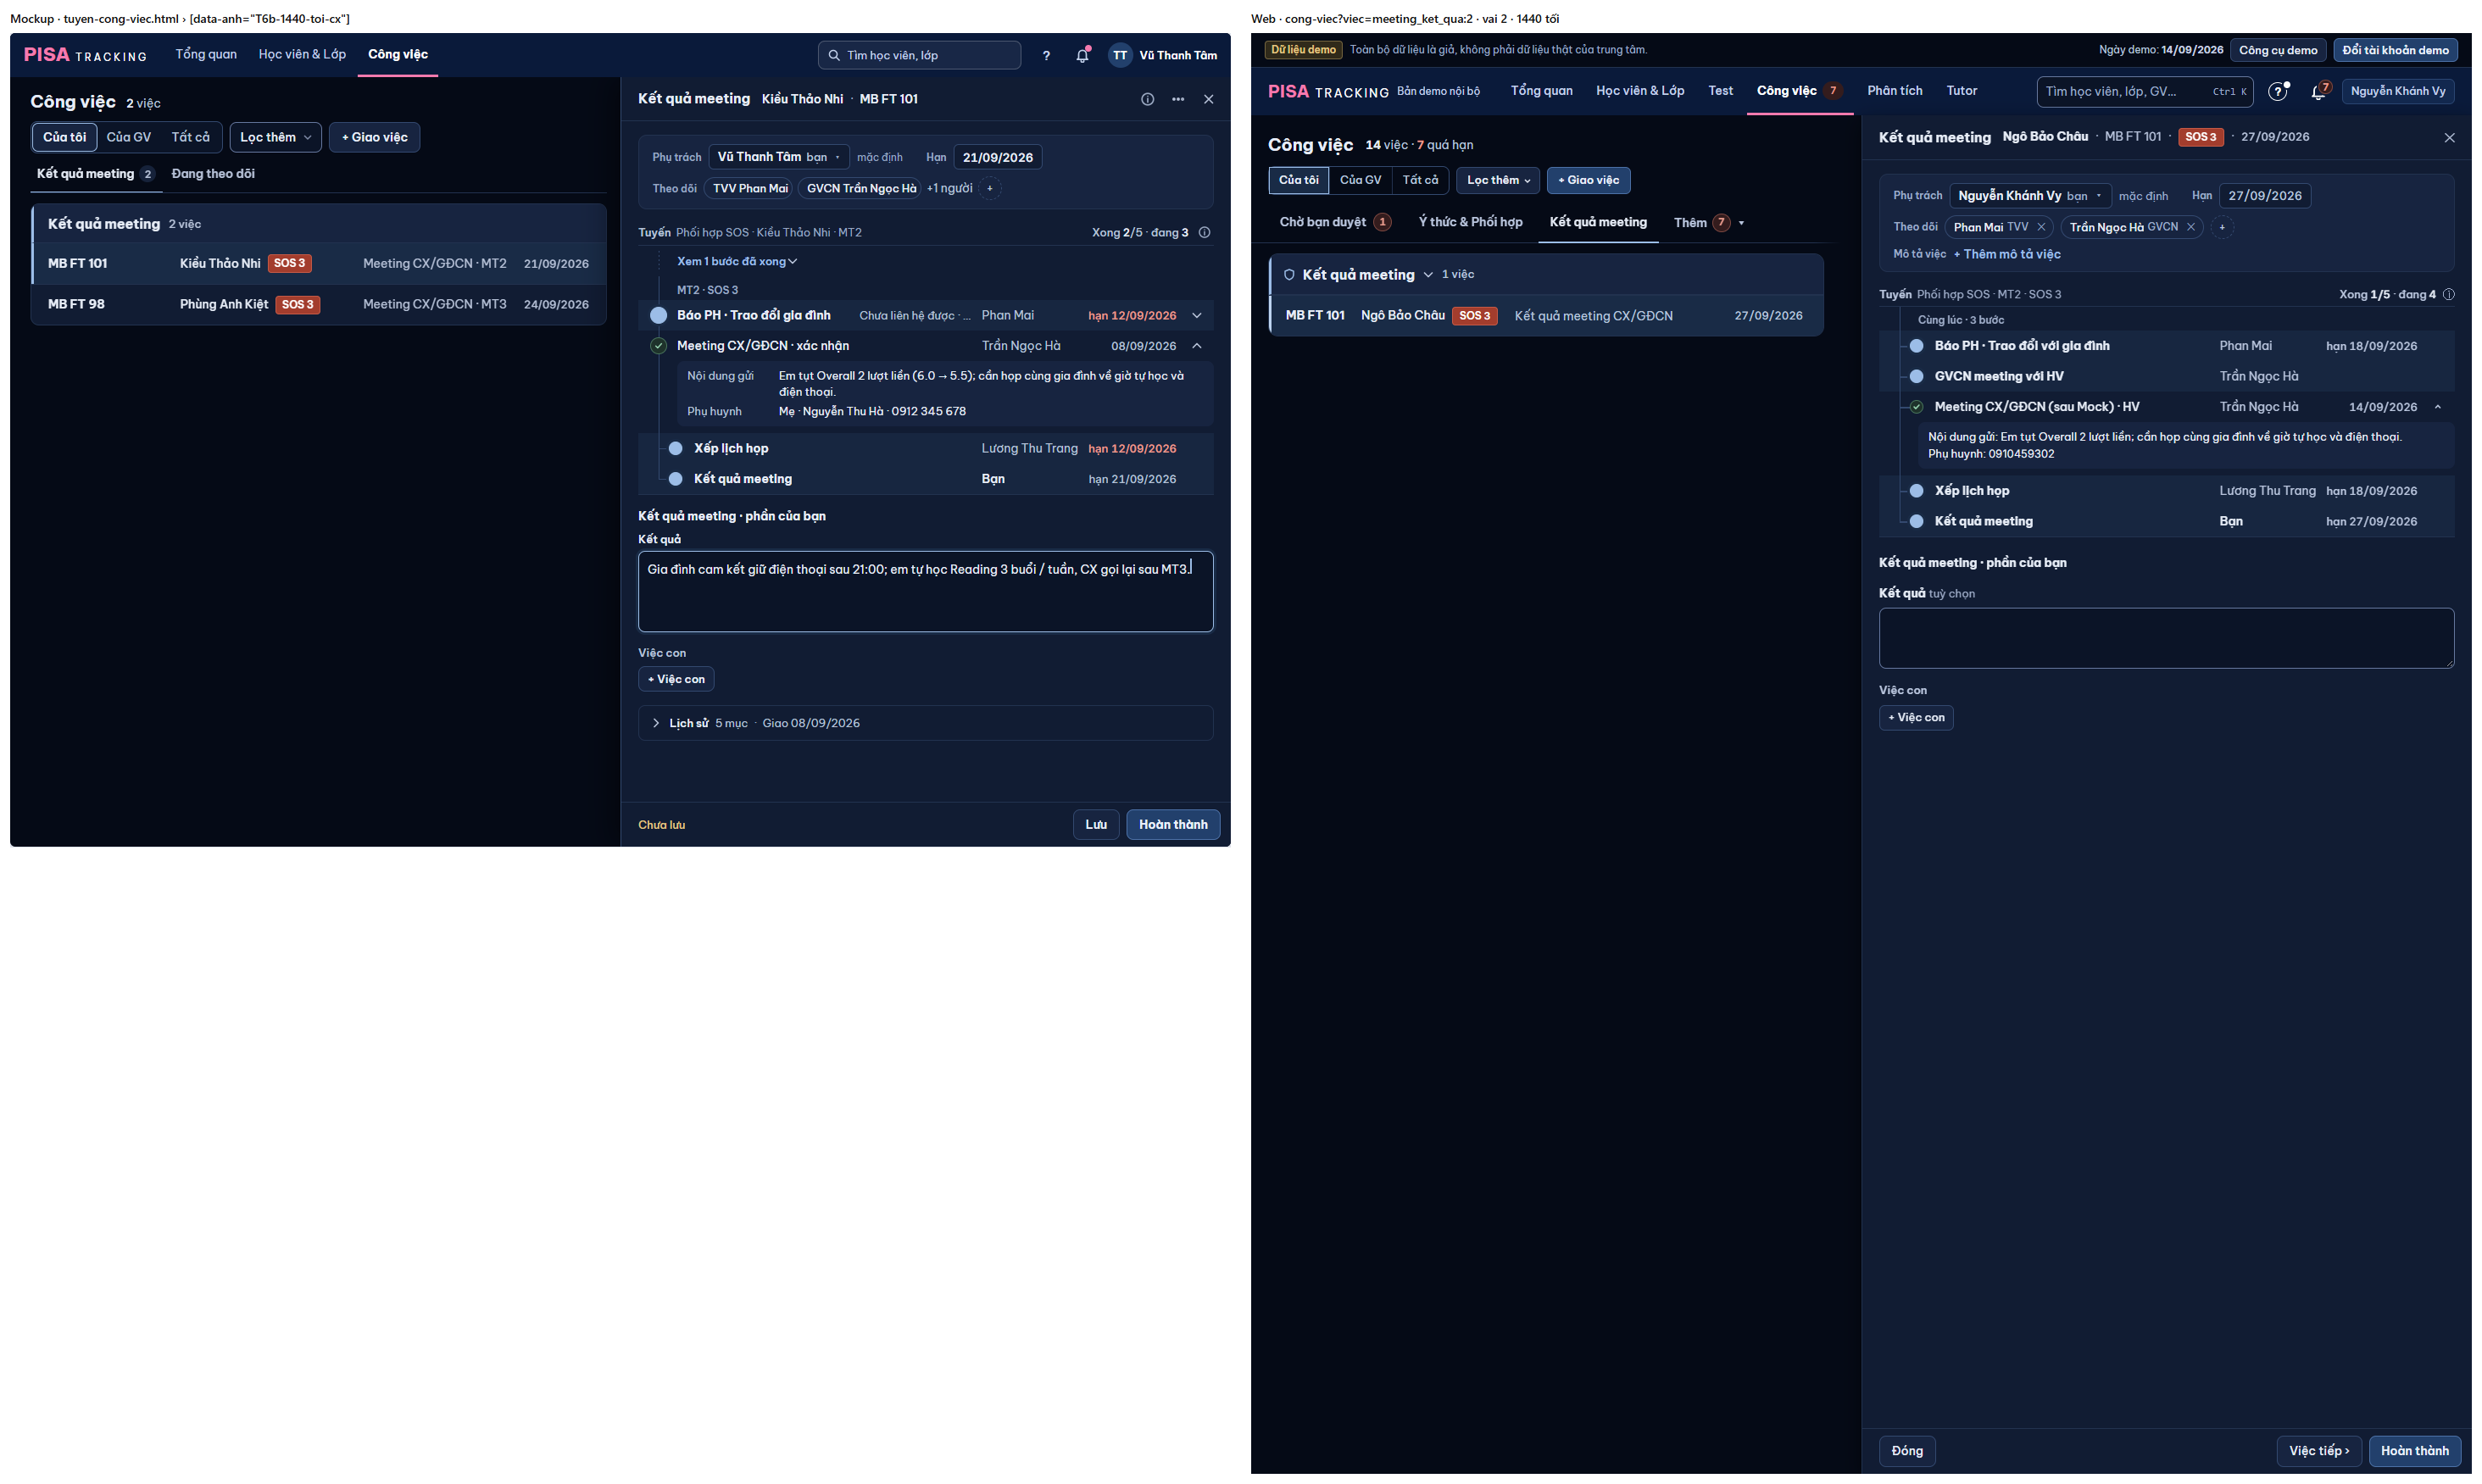 Mockup · tuyen-cong-viec.html › [data-anh="T6b-1440-toi-cx"]
PISA TRACKING Tổng quan Học viên & Lớp Công việc Tìm học viên, lớp ? TT Vũ Thanh Tâm
Công việc 2 việc
Của tôi Của GV Tất cả Lọc thêm + Giao việc
Kết quả meeting 2 Đang theo dõi
Kết quả meeting 2 việc
MB FT 101 Kiều Thảo Nhi SOS 3 Meeting CX/GĐCN · MT2 21/09/2026
MB FT 98 Phùng Anh Kiệt SOS 3 Meeting CX/GĐCN · MT3 24/09/2026
Kết quả meeting Kiều Thảo Nhi · MB FT 101
Phụ trách Vũ Thanh Tâm bạn mặc định Hạn 21/09/2026
Theo dõi TVV Phan Mai GVCN Trần Ngọc Hà +1 người +
Tuyến Phối hợp SOS · Kiều Thảo Nhi · MT2 Xong 2/5 · đang 3
Xem 1 bước đã xong
MT2 · SOS 3
Báo PH · Trao đổi gia đình Chưa liên hệ được · ... Phan Mai hạn 12/09/2026
Meeting CX/GĐCN · xác nhận Trần Ngọc Hà 08/09/2026
Nội dung gửi Em tụt Overall 2 lượt liền (6.0 → 5.5); cần họp cùng gia đình về giờ tự học và
điện thoại.
Phụ huynh Mẹ · Nguyễn Thu Hà · 0912 345 678
Xếp lịch họp Lương Thu Trang hạn 12/09/2026
Kết quả meeting Bạn hạn 21/09/2026
Kết quả meeting · phần của bạn
Kết quả
Gia đình cam kết giữ điện thoại sau 21:00; em tự học Reading 3 buổi / tuần, CX gọi lại sau MT3.
Việc con
+ Việc con
Lịch sử 5 mục · Giao 08/09/2026
Chưa lưu Lưu Hoàn thành
Web · cong-viec?viec=meeting_ket_qua:2 · vai 2 · 1440 tối
Dữ liệu demo Toàn bộ dữ liệu là giả, không phải dữ liệu thật của trung tâm. Ngày demo: 14/09/2026 Công cụ demo Đổi tài khoản demo
PISA TRACKING Bản demo nội bộ Tổng quan Học viên & Lớp Test Công việc 7 Phân tích Tutor Tìm học viên, lớp, GV... Ctrl K ? 7 Nguyễn Khánh Vy
Công việc 14 việc · 7 quá hạn
Của tôi Của GV Tất cả Lọc thêm + Giao việc
Chờ bạn duyệt 1 Ý thức & Phối hợp Kết quả meeting Thêm 7
Kết quả meeting 1 việc
MB FT 101 Ngô Bảo Châu SOS 3 Kết quả meeting CX/GĐCN 27/09/2026
Kết quả meeting Ngô Bảo Châu · MB FT 101 · SOS 3 · 27/09/2026
Phụ trách Nguyễn Khánh Vy bạn mặc định Hạn 27/09/2026
Theo dõi Phan Mai TVV Trần Ngọc Hà GVCN +
Mô tả việc + Thêm mô tả việc
Tuyến Phối hợp SOS · MT2 · SOS 3 Xong 1/5 · đang 4
Cùng lúc · 3 bước
Báo PH · Trao đổi với gia đình Phan Mai hạn 18/09/2026
GVCN meeting với HV Trần Ngọc Hà
Meeting CX/GĐCN (sau Mock) · HV Trần Ngọc Hà 14/09/2026
Nội dung gửi: Em tụt Overall 2 lượt liền; cần họp cùng gia đình về giờ tự học và điện thoại.
Phụ huynh: 0910459302
Xếp lịch họp Lương Thu Trang hạn 18/09/2026
Kết quả meeting Bạn hạn 27/09/2026
Kết quả meeting · phần của bạn
Kết quả tuỳ chọn
Việc con
+ Việc con
Đóng Việc tiếp › Hoàn thành